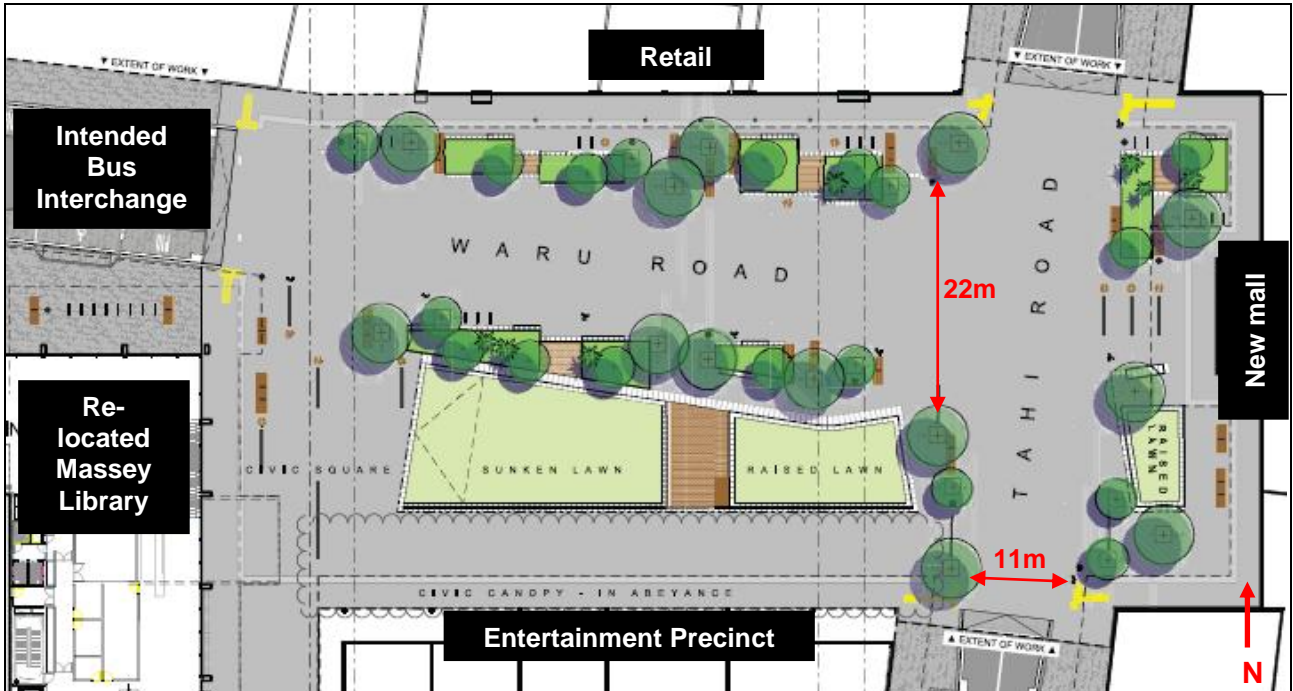 Retail
▼ EXTENT OF WORK ▼
▼ EXTENT OF WORK ▼
Intended
Bus
Interchange
WARU ROAD
TAHI ROAD
22m
New mall
Re-
located
Massey
Library
CIVIC SQUARE
SUNKEN LAWN
RAISED LAWN
RAISED
LAWN
11m
CIVIC CANOPY - IN ABEYANCE
Entertainment Precinct
▲ EXTENT OF WORK ▲
N